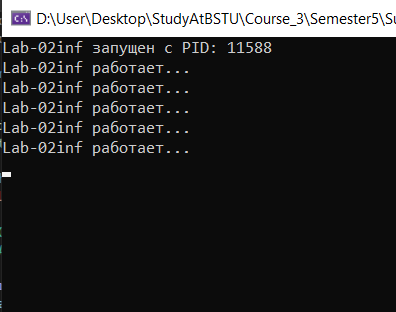 D:\User\Desktop\StudyAtBSTU\Course_3\Semester5\Su
Lab-02inf запущен с PID: 11588
Lab-02inf работает...
Lab-02inf работает...
Lab-02inf работает...
Lab-02inf работает...
Lab-02inf работает...